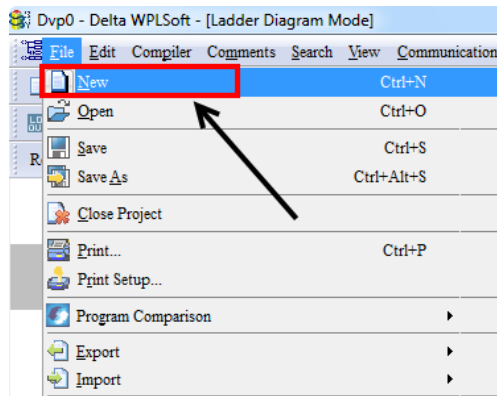 Dvp0 - Delta WPLSoft - [Ladder Diagram Mode]
File Edit Compiler Comments Search View Communication
New Ctrl+N
Open Ctrl+O
Save Ctrl+S
Save As Ctrl+Alt+S
Close Project
Print... Ctrl+P
Print Setup...
Program Comparison
Export
Import